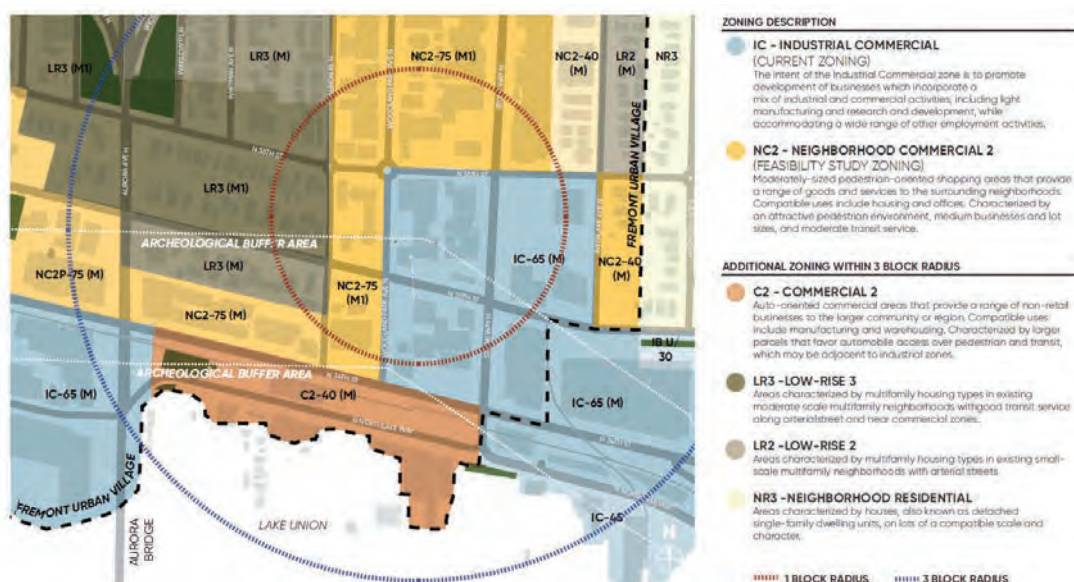 LR3 (M1)
LR3 (M)
NC2-75 (M1)
NC2-40
(M)
LR2
(M)
NR3
FREMONT URBAN VILLAGE
AURORA AVE N
N 36TH ST
N 35TH ST
LR3 (M1)
ARCHEOLOGICAL BUFFER AREA
LR3 (M)
IC-65 (M)
NC2-40
(M)
NC2P-75 (M)
NC2-75
(M1)
NC2-75 (M)
IB U/
30
ARCHEOLOGICAL BUFFER AREA
N 34TH ST
IC-65 (M)
C2-40 (M)
IC-65 (M)
N 34TH ST
FREMONT URBAN VILLAGE
LAKE UNION
IC-45
N
AURORA
BRIDGE
ZONING DESCRIPTION
IC - INDUSTRIAL COMMERCIAL
(CURRENT ZONING)
The intent of the Industrial Commercial zone is to promote
development of businesses which incorporate a
mix of industrial and commercial activities, including light
manufacturing and research and development, while
accommodating a wide range of other employment activities.
NC2 - NEIGHBORHOOD COMMERCIAL 2
(FEASIBILITY STUDY ZONING)
Moderately-sized pedestrian-oriented shopping areas that provide
a range of goods and services to the surrounding neighborhoods.
Compatible uses include housing and offices. Characterized by
an attractive pedestrian environment, medium businesses and lot
sizes, and moderate transit service.
ADDITIONAL ZONING WITHIN 3 BLOCK RADIUS
C2 - COMMERCIAL 2
Auto-oriented commercial areas that provide a range of non-retail
businesses to the larger community or region. Compatible uses
include manufacturing and warehousing. Characterized by larger
parcels that favor automobile access over pedestrian and transit,
which may be adjacent to industrial zones.
LR3 -LOW-RISE 3
Areas characterized by multifamily housing types in existing
moderate scale multifamily neighborhoods withgood transit service
along arterialstreet and near commercial zones.
LR2 -LOW-RISE 2
Areas characterized by multifamily housing types in existing small-
scale multifamily neighborhoods with arterial streets
NR3 -NEIGHBORHOOD RESIDENTIAL
Areas characterized by houses, also known as detached
single-family dwelling units, on lots of a compatible scale and
character.
1 BLOCK RADIUS
3 BLOCK RADIUS